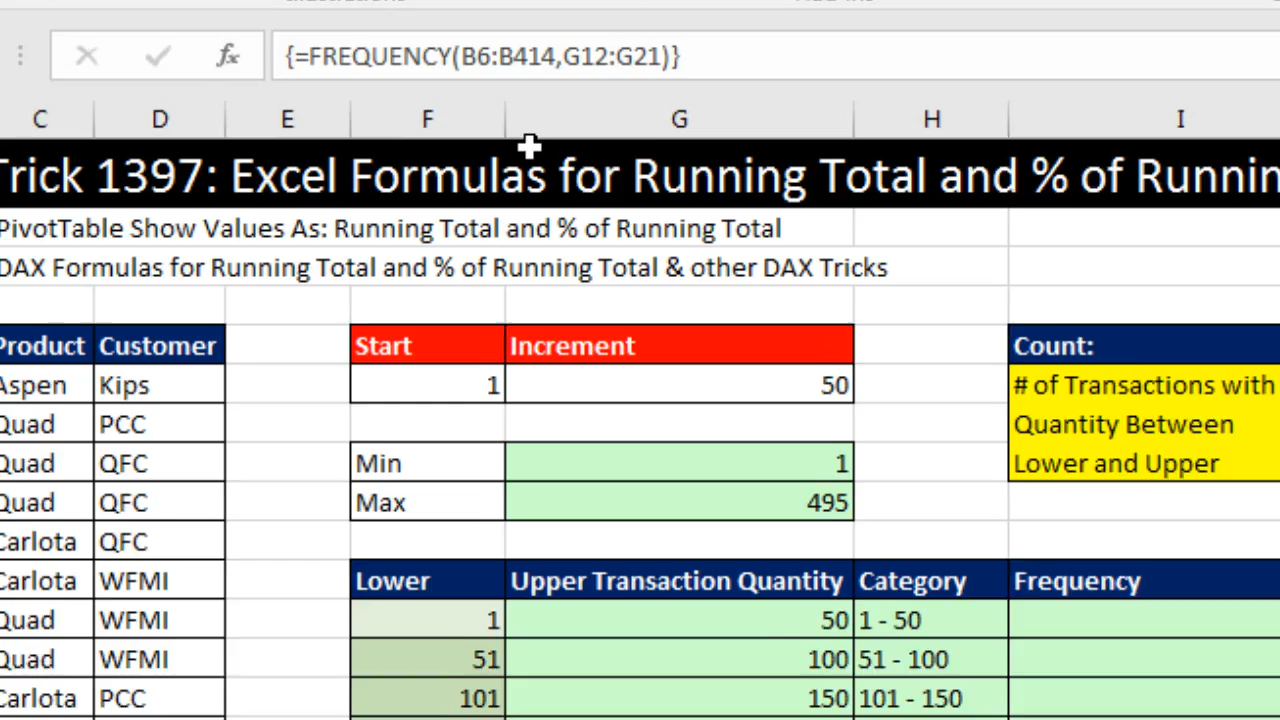 {=FREQUENCY(B6:B414,G12:G21)}
C D E F G H I
Trick 1397: Excel Formulas for Running Total and % of Runnin
PivotTable Show Values As: Running Total and % of Running Total
DAX Formulas for Running Total and % of Running Total & other DAX Tricks
Product Customer Start Increment Count:
Aspen Kips 1 50 # of Transactions with
Quad PCC Quantity Between
Quad QFC Min 1 Lower and Upper
Quad QFC Max 495
Carlota QFC
Carlota WFMI Lower Upper Transaction Quantity Category Frequency
Quad WFMI 1 50 1 - 50
Quad WFMI 51 100 51 - 100
Carlota PCC 101 150 101 - 150